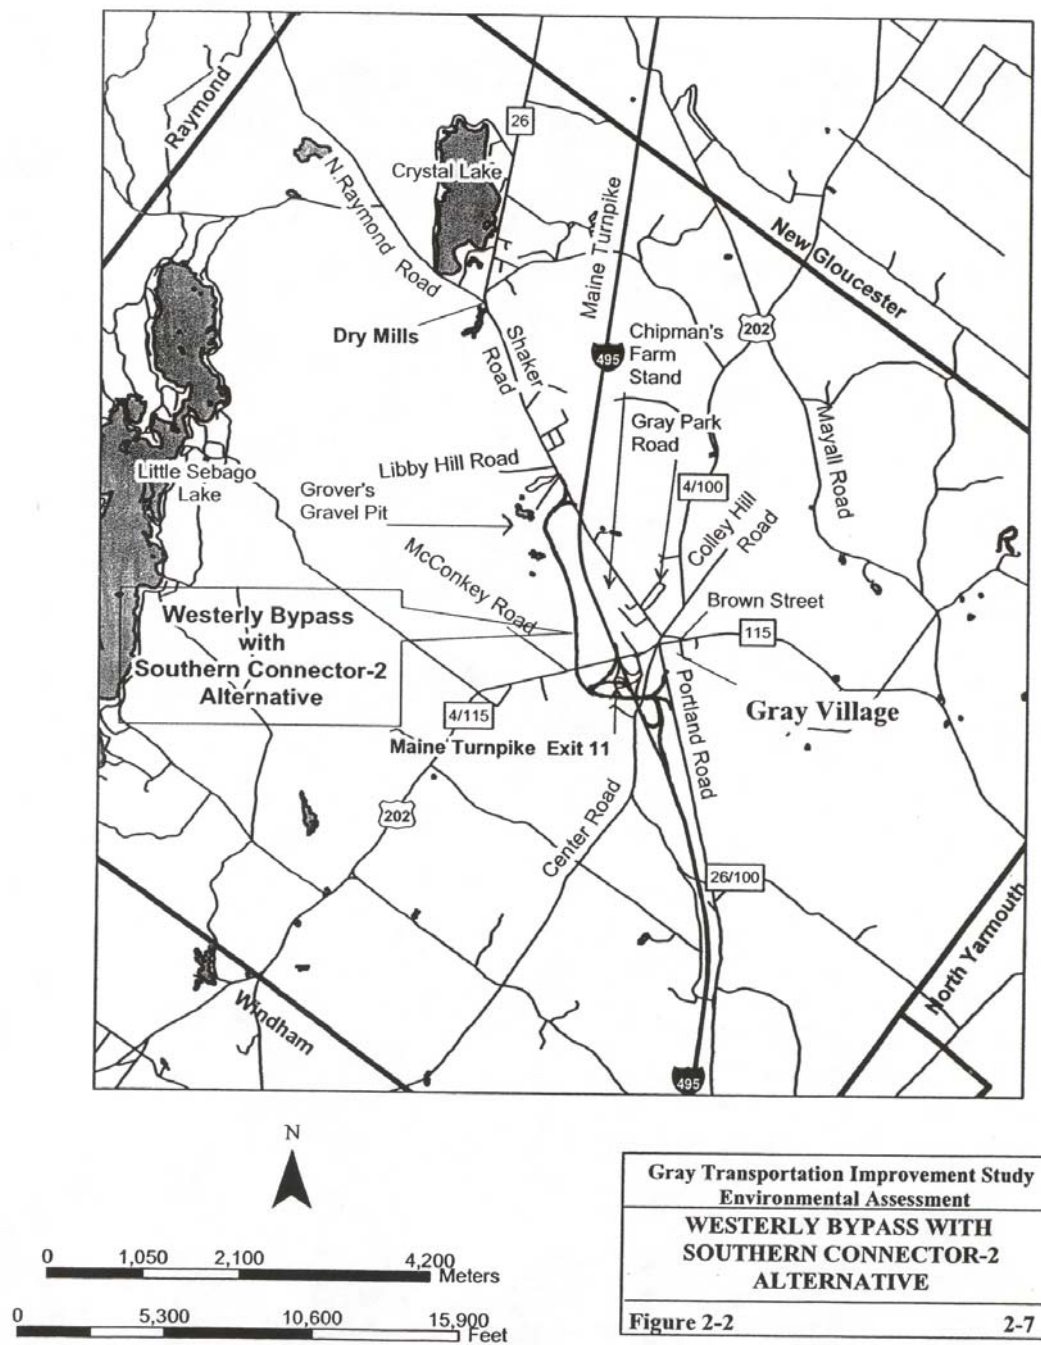 Raymond
26
Crystal Lake
N.Raymond Road
Maine Turnpike
New Gloucester
202
Dry Mills
Shaker
Road
495
Chipman's
Farm
Stand
Gray Park
Road
Mayall Road
Libby Hill Road
Little Sebago
Lake
Grover's
Gravel Pit
4/100
Colley Hill
Road
R
McConkey Road
Westerly Bypass
with
Southern Connector-2
Alternative
Brown Street
115
4/115
Portland Road
Gray Village
Maine Turnpike Exit 11
202
Center Road
26/100
North Yarmouth
Windham
495
N
0 1,050 2,100 4,200
Meters
0 5,300 10,600 15,900
Feet
Gray Transportation Improvement Study
Environmental Assessment
WESTERLY BYPASS WITH
SOUTHERN CONNECTOR-2
ALTERNATIVE
Figure 2-2 2-7